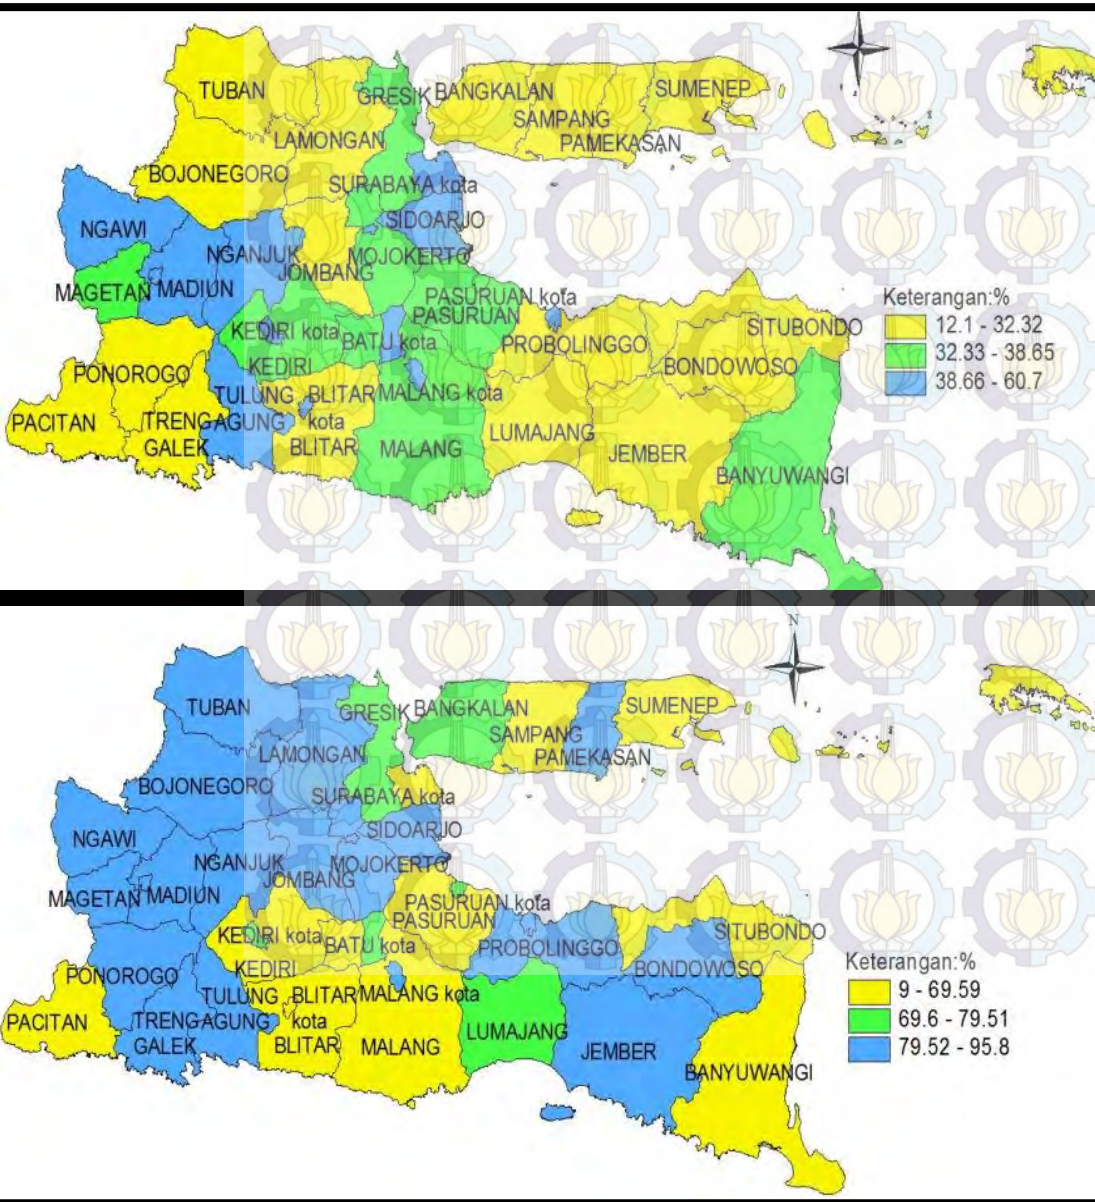 TUBAN
GRESIK
BANGKALAN
SUMENEP
SAMPANG
LAMONGAN
PAMEKASAN
BOJONEGORO
SURABAYA kota
NGAWI
SIDOARJO
NGANJUK
MOJOKERTO
JOMBANG
MAGETAN
MADIUN
PASURUAN kota
PASURUAN
KEDIRI kota
BATU kota
PROBOLINGGO
SITUBONDO
KEDIRI
BONDOWOSO
PONOROGO
TULUNG
AGUNG
BLITAR
kota
MALANG kota
PACITAN
TRENG
GALEK
BLITAR
MALANG
LUMAJANG
JEMBER
BANYUWANGI
Keterangan:%
12.1 - 32.32
32.33 - 38.65
38.66 - 60.7
N
TUBAN
GRESIK
BANGKALAN
SUMENEP
SAMPANG
LAMONGAN
PAMEKASAN
BOJONEGORO
SURABAYA kota
NGAWI
SIDOARJO
NGANJUK
MOJOKERTO
JOMBANG
MAGETAN
MADIUN
PASURUAN kota
PASURUAN
KEDIRI kota
BATU kota
PROBOLINGGO
SITUBONDO
KEDIRI
BONDOWOSO
PONOROGO
TULUNG
AGUNG
BLITAR
kota
MALANG kota
PACITAN
TRENG
GALEK
BLITAR
MALANG
LUMAJANG
JEMBER
BANYUWANGI
Keterangan:%
9 - 69.59
69.6 - 79.51
79.52 - 95.8